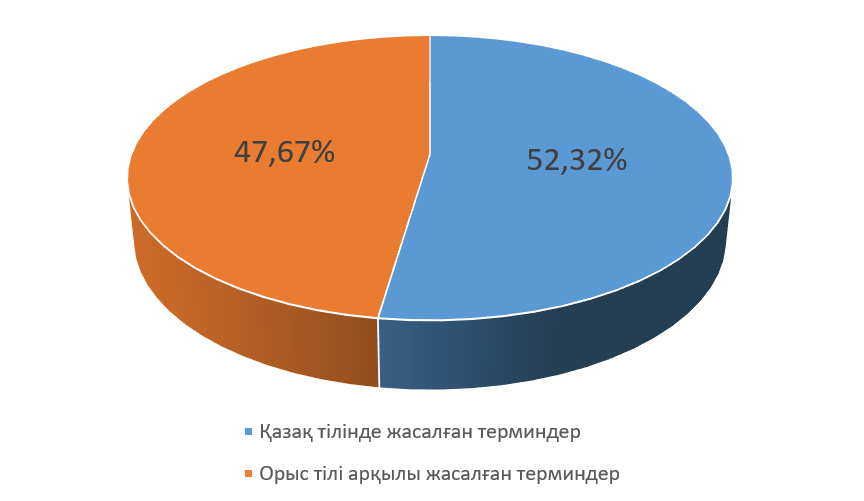 47,67%
52,32%
Қазақ тілінде жасалған терминдер
Орыс тілі арқылы жасалған терминдер